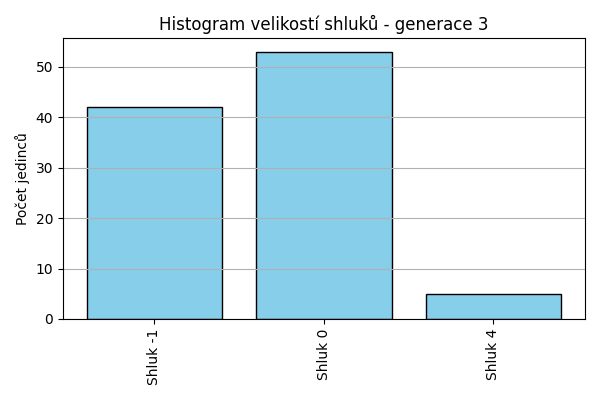 Histogram velikostí shluků - generace 3
Počet jedinců
50
40
30
20
10
0
Shluk -1
Shluk 0
Shluk 4